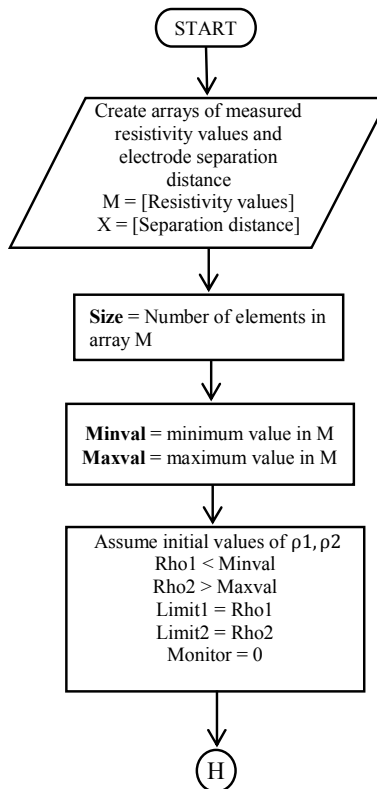 START
Create arrays of measured
resistivity values and
electrode separation
distance
M = [Resistivity values]
X = [Separation distance]
Size = Number of elements in
array M
Minval = minimum value in M
Maxval = maximum value in M
Assume initial values of ρ1, ρ2
Rho1 < Minval
Rho2 > Maxval
Limit1 = Rho1
Limit2 = Rho2
Monitor = 0
H